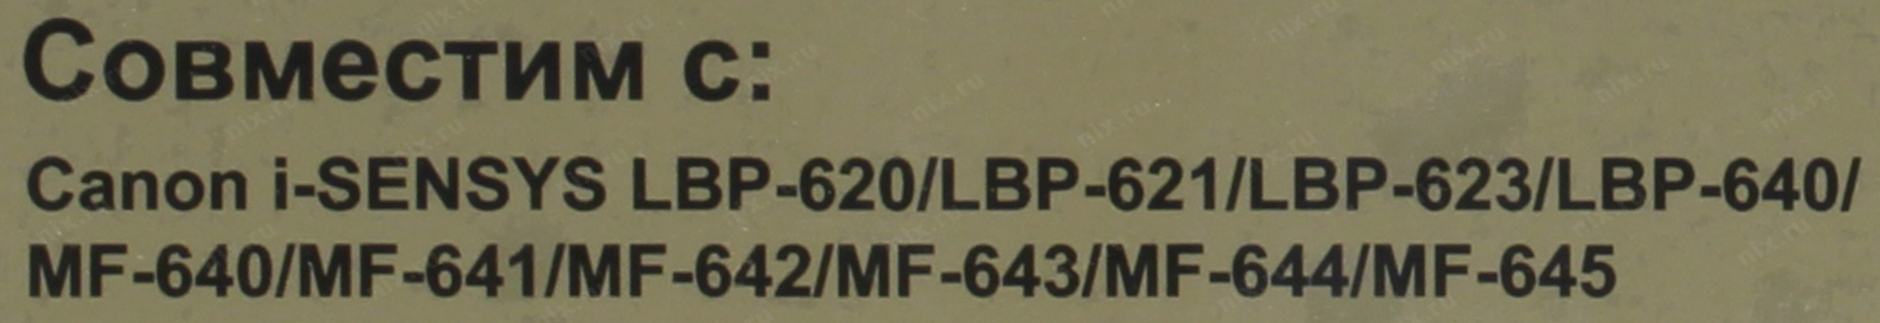 Совместим с:
Canon i-SENSYS LBP-620/LBP-621/LBP-623/LBP-640/
MF-640/MF-641/MF-642/MF-643/MF-644/MF-645